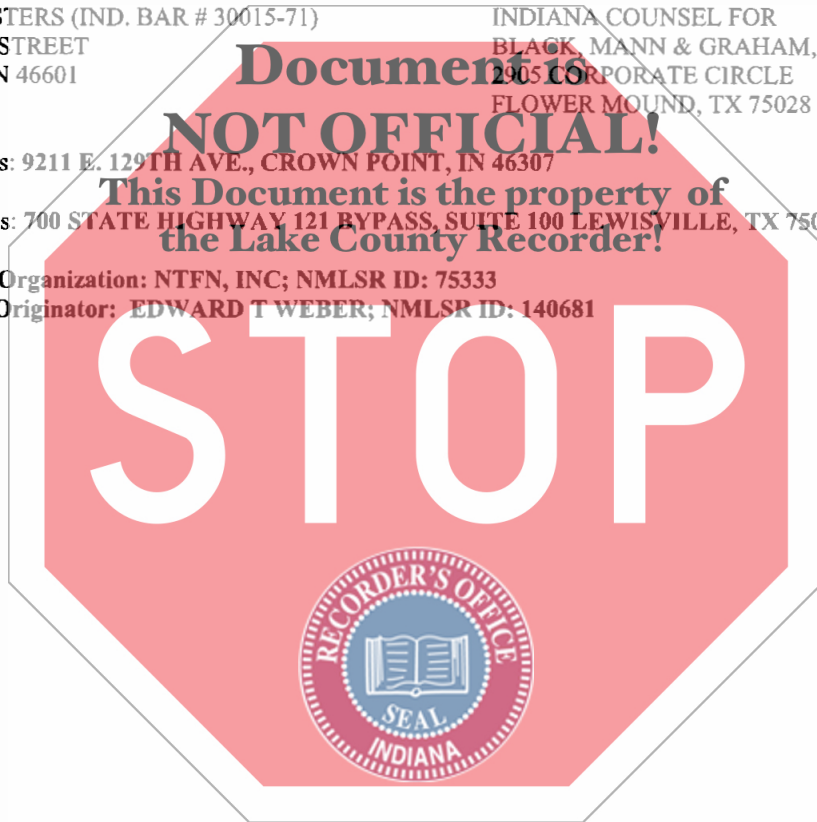 TERS (IND. BAR # 30015-71)
STREET
N 46601
INDIANA COUNSEL FOR
BLACK, MANN & GRAHAM,
2905 CORPORATE CIRCLE
FLOWER MOUND, TX 75028
Document is
NOT OFFICIAL!
s: 9211 E. 129TH AVE., CROWN POINT, IN 46307
This Document is the property of
s: 700 STATE HIGHWAY 121 BYPASS, SUITE 100 LEWISVILLE, TX 750
the Lake County Recorder!
Organization: NTFN, INC; NMLSR ID: 75333
Originator: EDWARD T WEBER; NMLSR ID: 140681
STOP
RECORDER'S OFFICE
SEAL
INDIANA